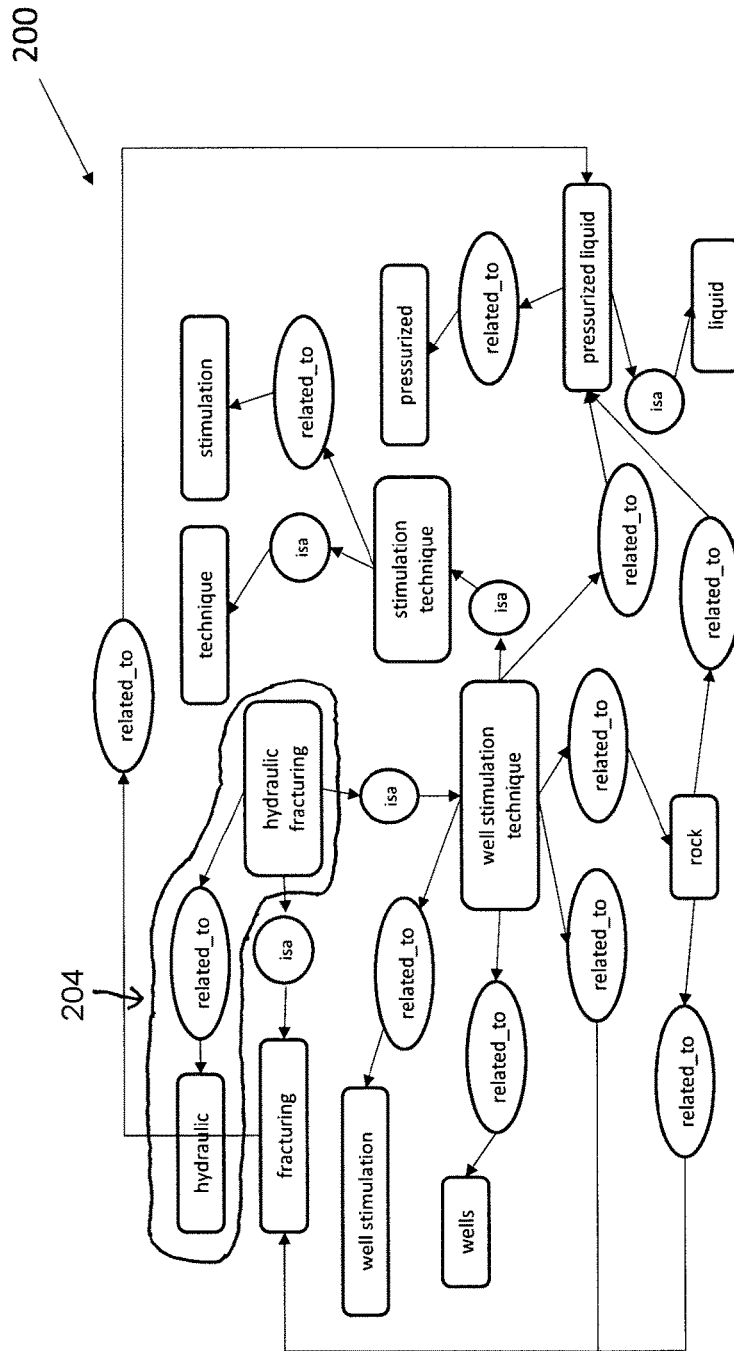 200
204
related_to
hydraulic
related_to
hydraulic
fracturing
technique
stimulation
fracturing
isa
isa
related_to
isa
well stimulation
related_to
stimulation
technique
pressurized
isa
related_to
wells
related_to
well stimulation
technique
related_to
pressurized liquid
related_to
related_to
isa
related_to
rock
related_to
liquid